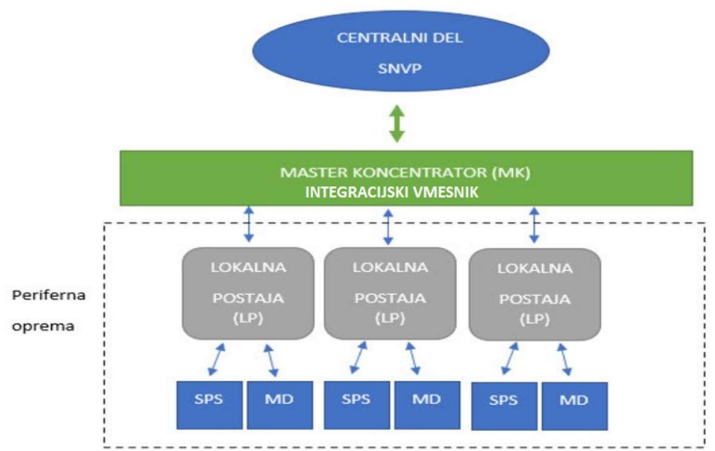 CENTRALNI DEL
SNVP
MASTER KONCENTRATOR (MK)
INTEGRACIJSKI VMESNIK
Periferna
oprema
LOKALNA
POSTAJA
(LP)
LOKALNA
POSTAJA
(LP)
LOKALNA
POSTAJA
(LP)
SPS
MD
SPS
MD
SPS
MD